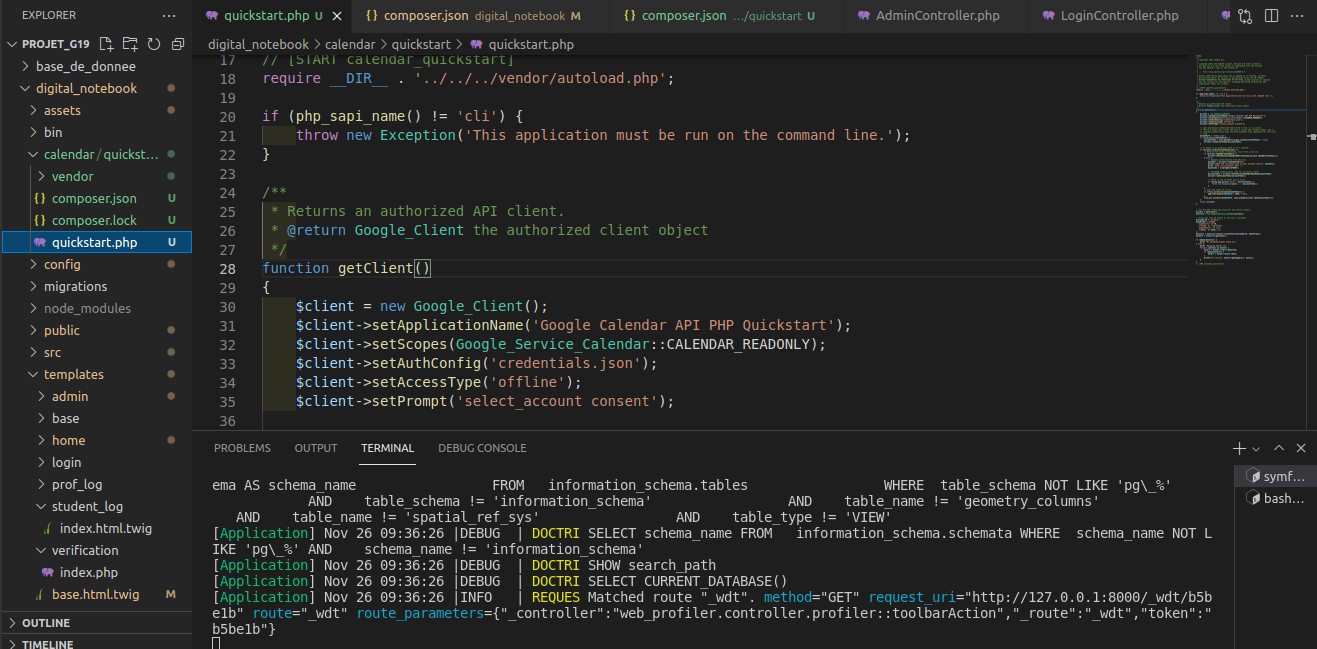 EXPLORER ...
quickstart.php U ×
{} composer.json digital_notebook M
{} composer.json .../quickstart U
AdminController.php
LoginController.php
PROJET_G19
base_de_donnee
digital_notebook
assets
bin
calendar / quickst...
vendor
{} composer.json U
{} composer.lock U
quickstart.php U
config
migrations
node_modules
public
src
templates
admin
base
home
login
prof_log
student_log
index.html.twig
verification
index.php
base.html.twig M
OUTLINE
TIMELINE
digital_notebook > calendar > quickstart > quickstart.php
17 // [START calendar_quickstart]
18 require __DIR__ . '../../../vendor/autoload.php';
19
20 if (php_sapi_name() != 'cli') {
21 throw new Exception('This application must be run on the command line.');
22 }
23
24 /**
25 * Returns an authorized API client.
26 * @return Google_Client the authorized client object
27 */
28 function getClient()
29 {
30 $client = new Google_Client();
31 $client->setApplicationName('Google Calendar API PHP Quickstart');
32 $client->setScopes(Google_Service_Calendar::CALENDAR_READONLY);
33 $client->setAuthConfig('credentials.json');
34 $client->setAccessType('offline');
35 $client->setPrompt('select_account consent');
36
PROBLEMS OUTPUT TERMINAL DEBUG CONSOLE
symf...
bash...
ema AS schema_name FROM information_schema.tables WHERE table_schema NOT LIKE 'pg\_%'
AND table_schema != 'information_schema' AND table_name != 'geometry_columns'
AND table_name != 'spatial_ref_sys' AND table_type != 'VIEW'
[Application] Nov 26 09:36:26 |DEBUG | DOCTRI SELECT schema_name FROM information_schema.schemata WHERE schema_name NOT L
IKE 'pg\_%' AND schema_name != 'information_schema'
[Application] Nov 26 09:36:26 |DEBUG | DOCTRI SHOW search_path
[Application] Nov 26 09:36:26 |DEBUG | DOCTRI SELECT CURRENT_DATABASE()
[Application] Nov 26 09:36:26 |INFO | REQUES Matched route "_wdt". method="GET" request_uri="http://127.0.0.1:8000/_wdt/b5b
e1b" route="_wdt" route_parameters={"_controller":"web_profiler.controller.profiler::toolbarAction","_route":"_wdt","token":"
b5be1b"}